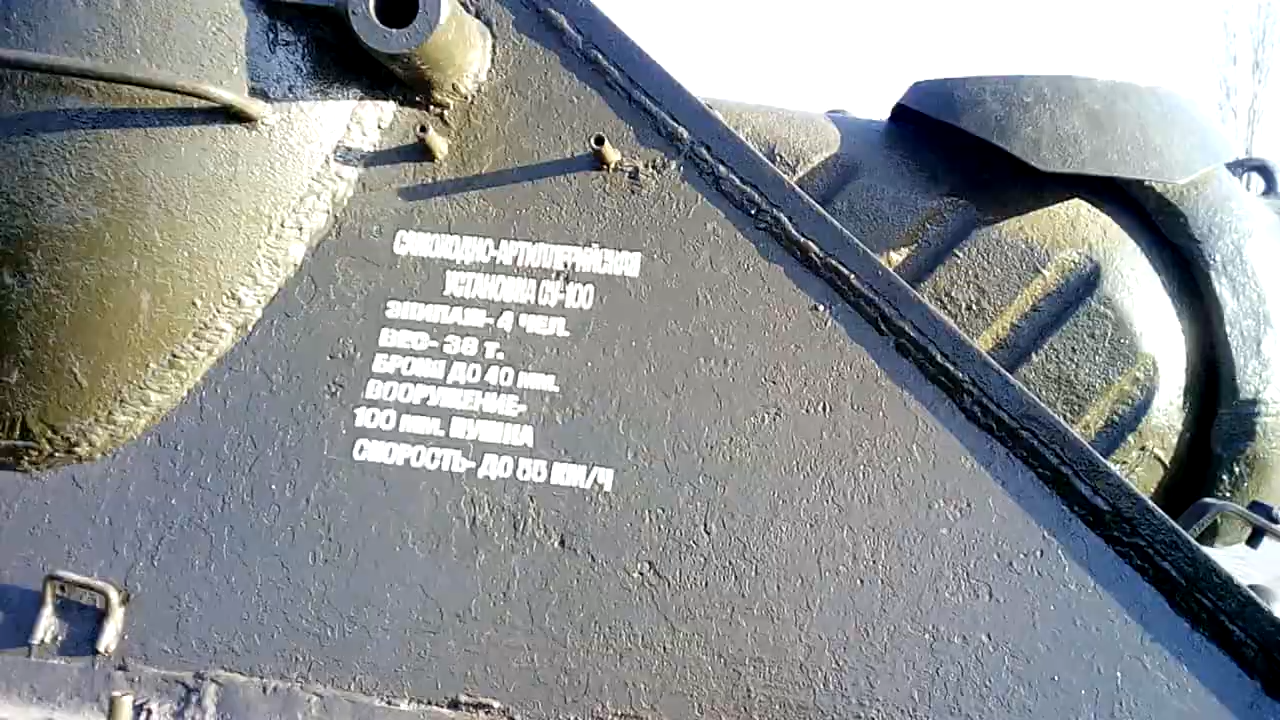 САМОХОДНО-АРТИЛЛЕРИЙСКАЯ
УСТАНОВКА СУ-100
ЭКИПАЖ- 4 ЧЕЛ.
ВЕС- 38 т.
БРОНЯ ДО 40 мм.
ВООРУЖЕНИЕ-
100 мм. ПУШКА
СКОРОСТЬ- ДО 55 КМ/Ч